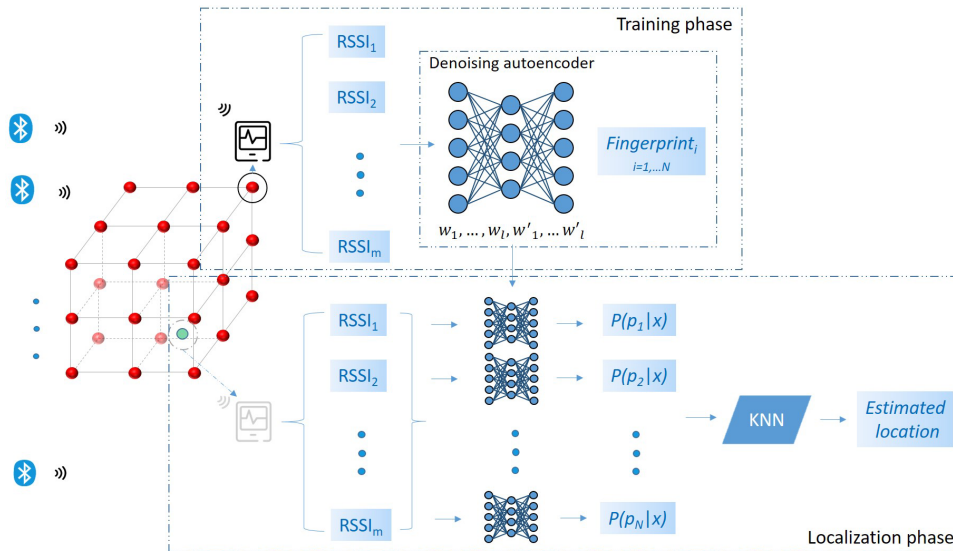 Training phase
RSSI₁
RSSI₂
RSSIₘ
Denoising autoencoder
w₁, ... , wₗ, w'₁, ... w'ₗ
Fingerprintᵢ
i=1,...N
RSSI₁
RSSI₂
RSSIₘ
P(p₁|x)
P(p₂|x)
P(p_N|x)
KNN
Estimated
location
Localization phase